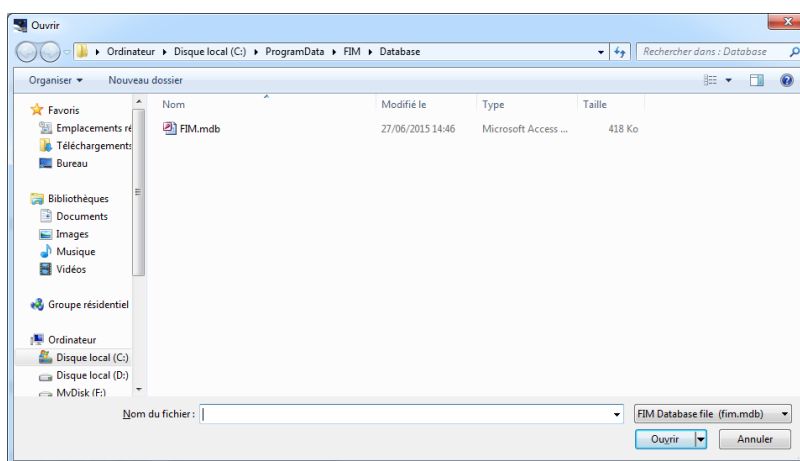 Ouvrir
Ordinateur ▸ Disque local (C:) ▸ ProgramData ▸ FIM ▸ Database
Rechercher dans : Database
Organiser
Nouveau dossier
Nom
Modifié le
Type
Taille
FIM.mdb
27/06/2015 14:46
Microsoft Access ...
418 Ko
Favoris
Emplacements ré
Téléchargements
Bureau
Bibliothèques
Documents
Images
Musique
Vidéos
Groupe résidentiel
Ordinateur
Disque local (C:)
Disque local (D:)
MyDisk (F:)
Nom du fichier :
FIM Database file (fim.mdb)
Ouvrir
Annuler